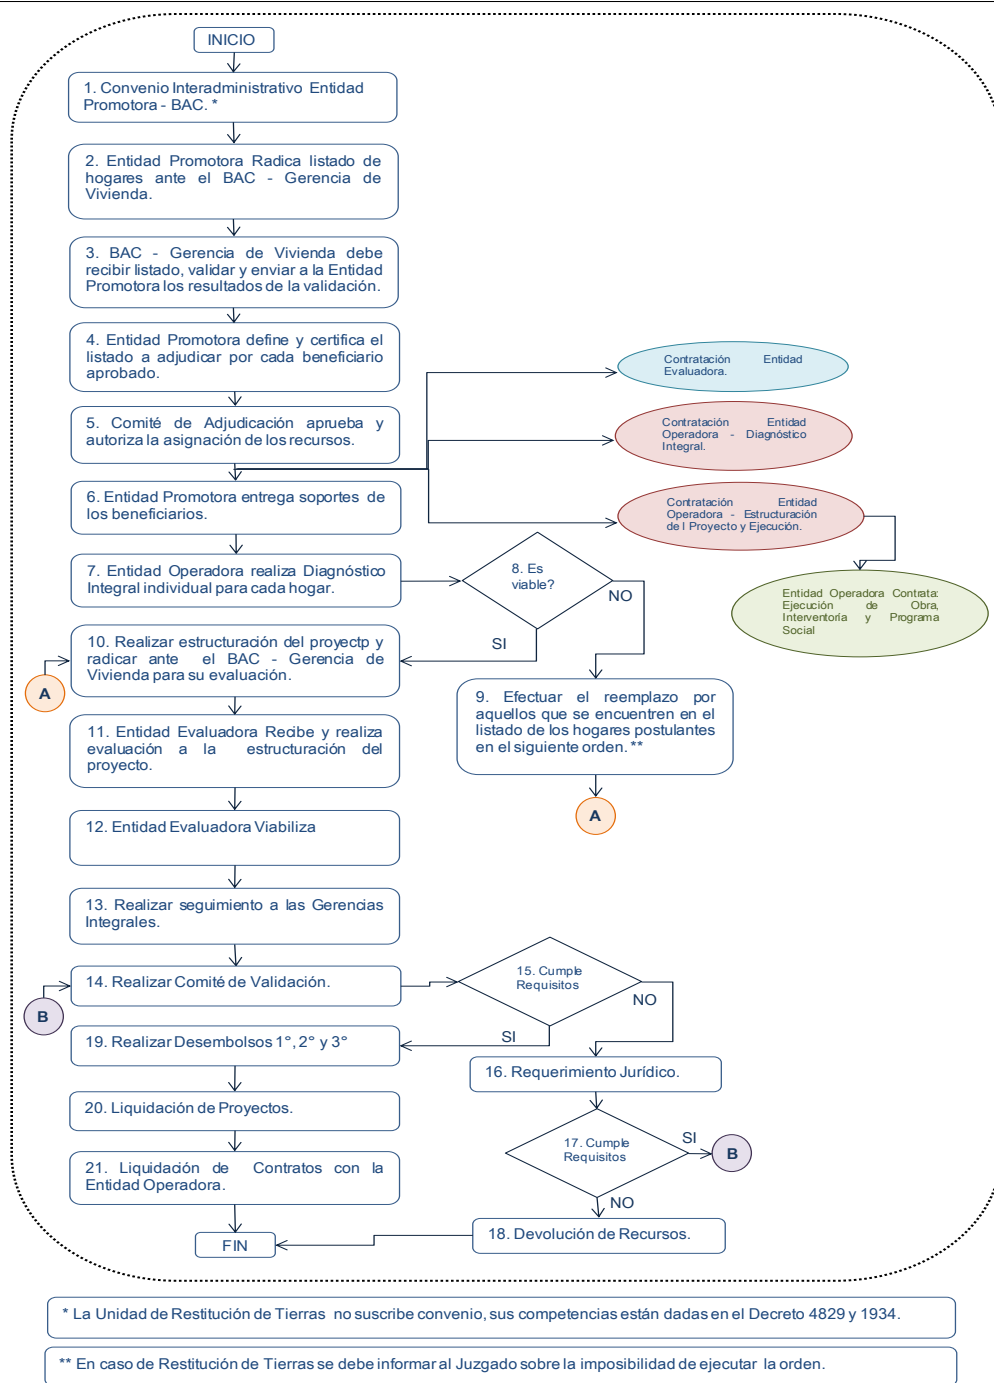 INICIO
1. Convenio Interadministrativo Entidad
Promotora - BAC. *
2. Entidad Promotora Radica listado de
hogares ante el BAC - Gerencia de
Vivienda.
3. BAC - Gerencia de Vivienda debe
recibir listado, validar y enviar a la Entidad
Promotora los resultados de la validación.
4. Entidad Promotora define y certifica el
listado a adjudicar por cada beneficiario
aprobado.
Contratación Entidad
Evaluadora.
5. Comité de Adjudicación aprueba y
autoriza la asignación de los recursos.
Contratación Entidad
Operadora - Diagnóstico
Integral.
6. Entidad Promotora entrega soportes de
los beneficiarios.
Contratación Entidad
Operadora - Estructuración
de l Proyecto y Ejecución.
7. Entidad Operadora realiza Diagnóstico
Integral individual para cada hogar.
8. Es
viable?
NO
SI
Entidad Operadora Contrata:
Ejecución de Obra,
Interventoría y Programa
Social
10. Realizar estructuración del proyectp y
radicar ante el BAC - Gerencia de
Vivienda para su evaluación.
A
9. Efectuar el reemplazo por
aquellos que se encuentren en el
listado de los hogares postulantes
en el siguiente orden. **
A
11. Entidad Evaluadora Recibe y realiza
evaluación a la estructuración del
proyecto.
12. Entidad Evaluadora Viabiliza
13. Realizar seguimiento a las Gerencias
Integrales.
14. Realizar Comité de Validación.
B
15. Cumple
Requisitos
NO
SI
19. Realizar Desembolsos 1°, 2° y 3°
16. Requerimiento Jurídico.
20. Liquidación de Proyectos.
17. Cumple
Requisitos
SI
B
NO
21. Liquidación de Contratos con la
Entidad Operadora.
18. Devolución de Recursos.
FIN
* La Unidad de Restitución de Tierras no suscribe convenio, sus competencias están dadas en el Decreto 4829 y 1934.
** En caso de Restitución de Tierras se debe informar al Juzgado sobre la imposibilidad de ejecutar la orden.